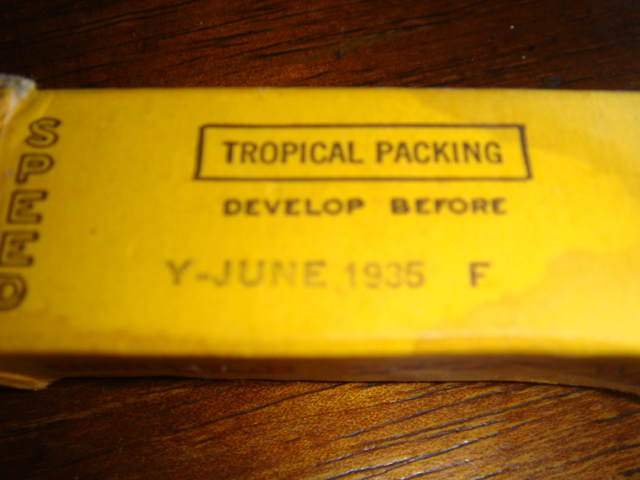 SPEED
TROPICAL PACKING
DEVELOP BEFORE
Y-JUNE 1935 F